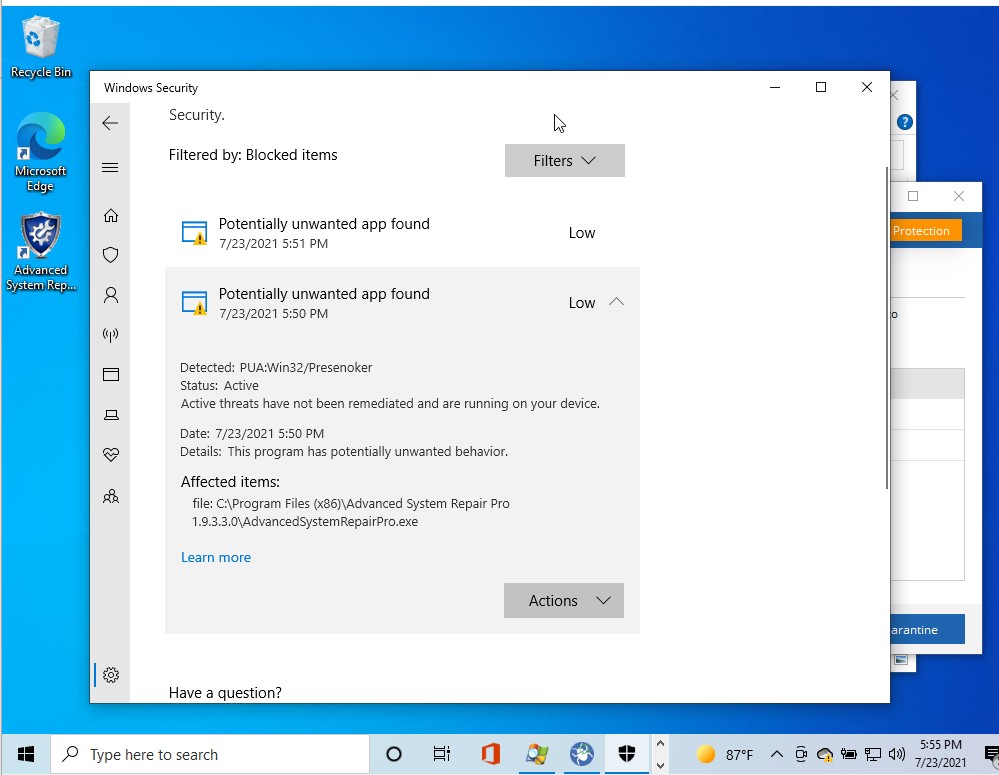 Recycle Bin
Microsoft
Edge
Advanced
System Rep...
Windows Security
Security.
Filtered by: Blocked items
Filters
Potentially unwanted app found
7/23/2021 5:51 PM
Low
Potentially unwanted app found
7/23/2021 5:50 PM
Low
Detected: PUA:Win32/Presenoker
Status: Active
Active threats have not been remediated and are running on your device.
Date: 7/23/2021 5:50 PM
Details: This program has potentially unwanted behavior.
Affected items:
file: C:\Program Files (x86)\Advanced System Repair Pro
1.9.3.3.0\AdvancedSystemRepairPro.exe
Learn more
Actions
Have a question?
?
Protection
o
arantine
Type here to search
87°F
5:55 PM
7/23/2021